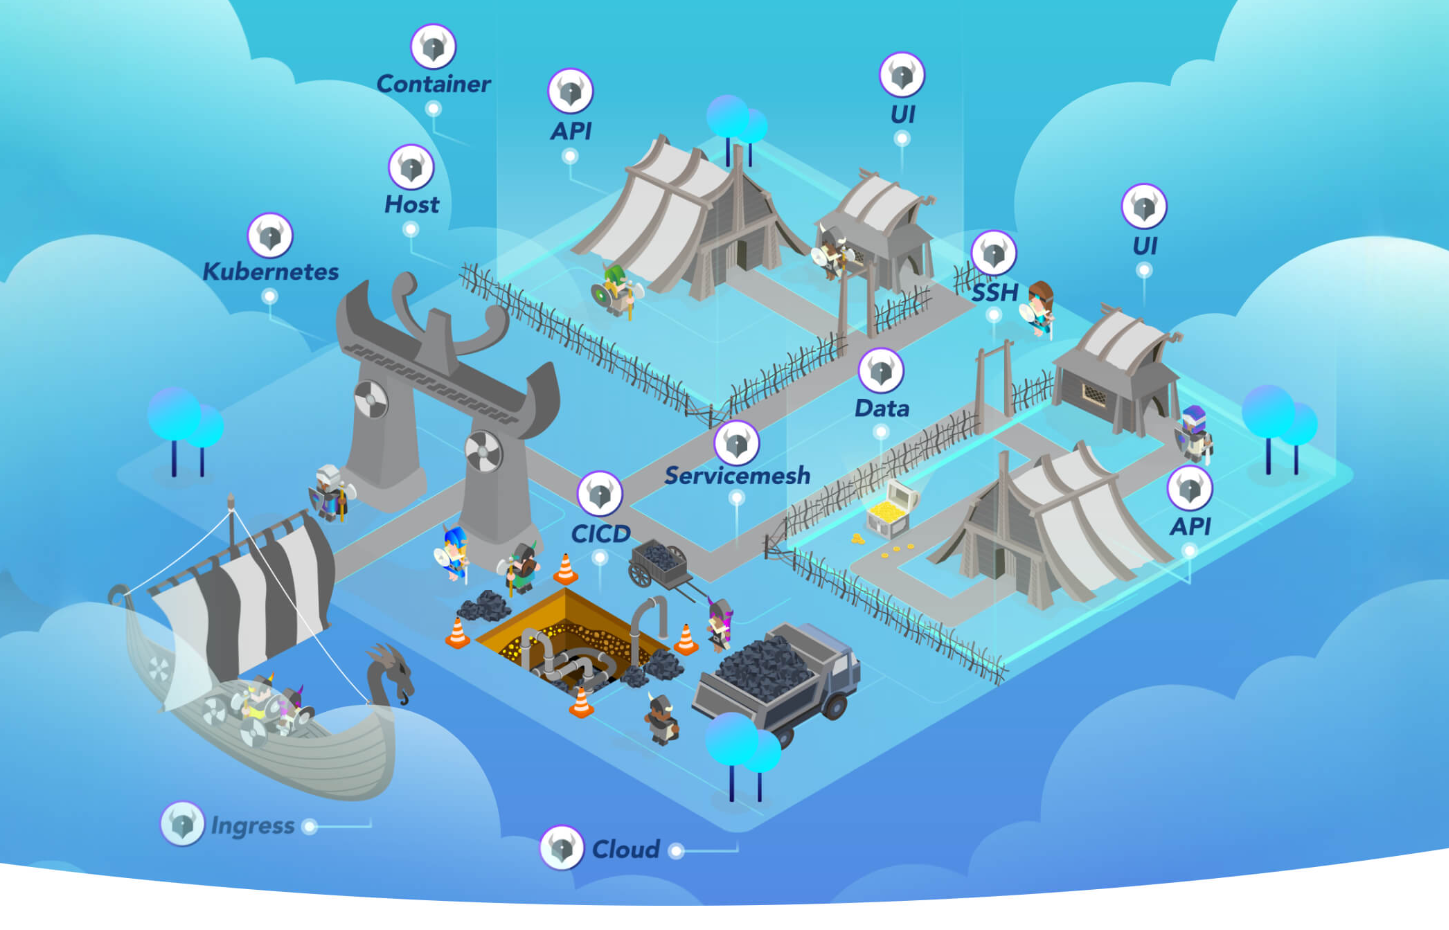 Container
API
UI
Host
Kubernetes
UI
SSH
Data
Servicemesh
CICD
API
Ingress
Cloud